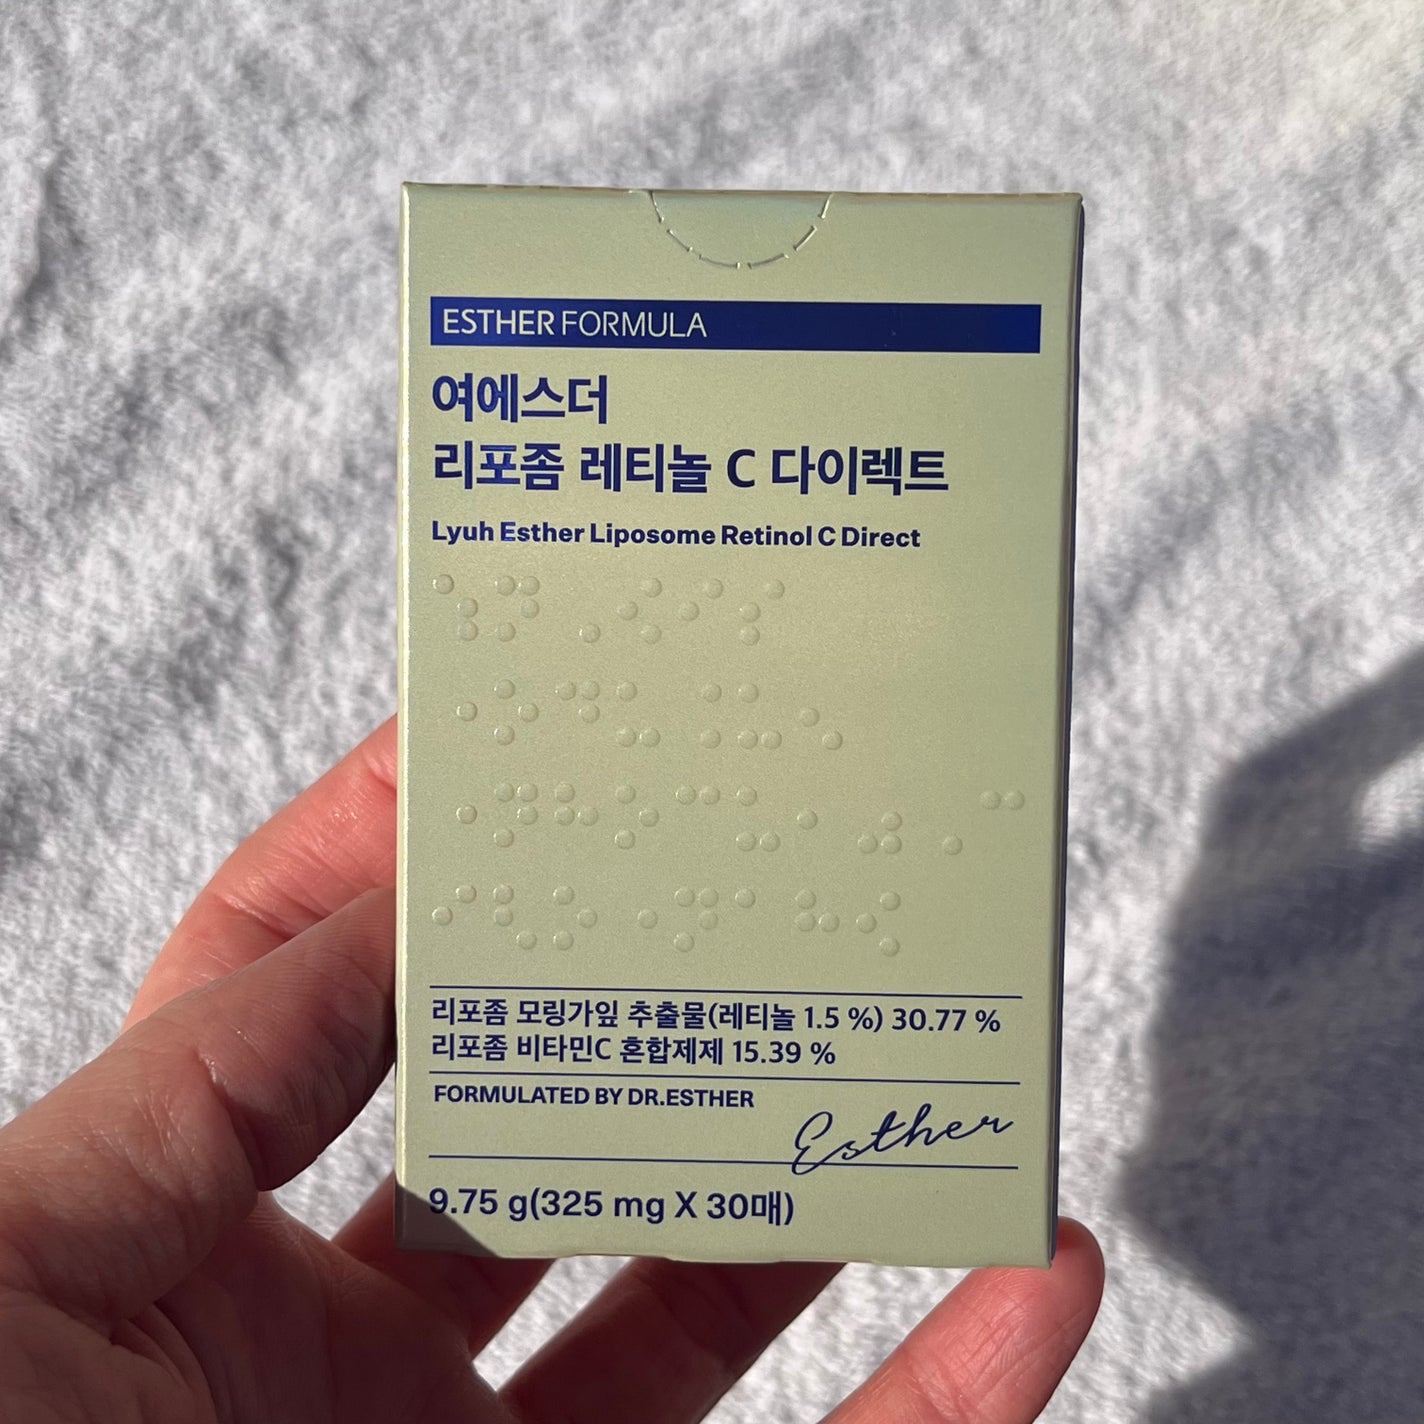 ESTHER FORMULA
여에스더
리포좀 레티놀 C 다이렉트
Lyuh Esther Liposome Retinol C Direct
리포좀 모링가잎 추출물(레티놀 1.5 %) 30.77 %
리포좀 비타민C 혼합제제 15.39 %
FORMULATED BY DR.ESTHER
Esther
9.75 g(325 mg X 30매)